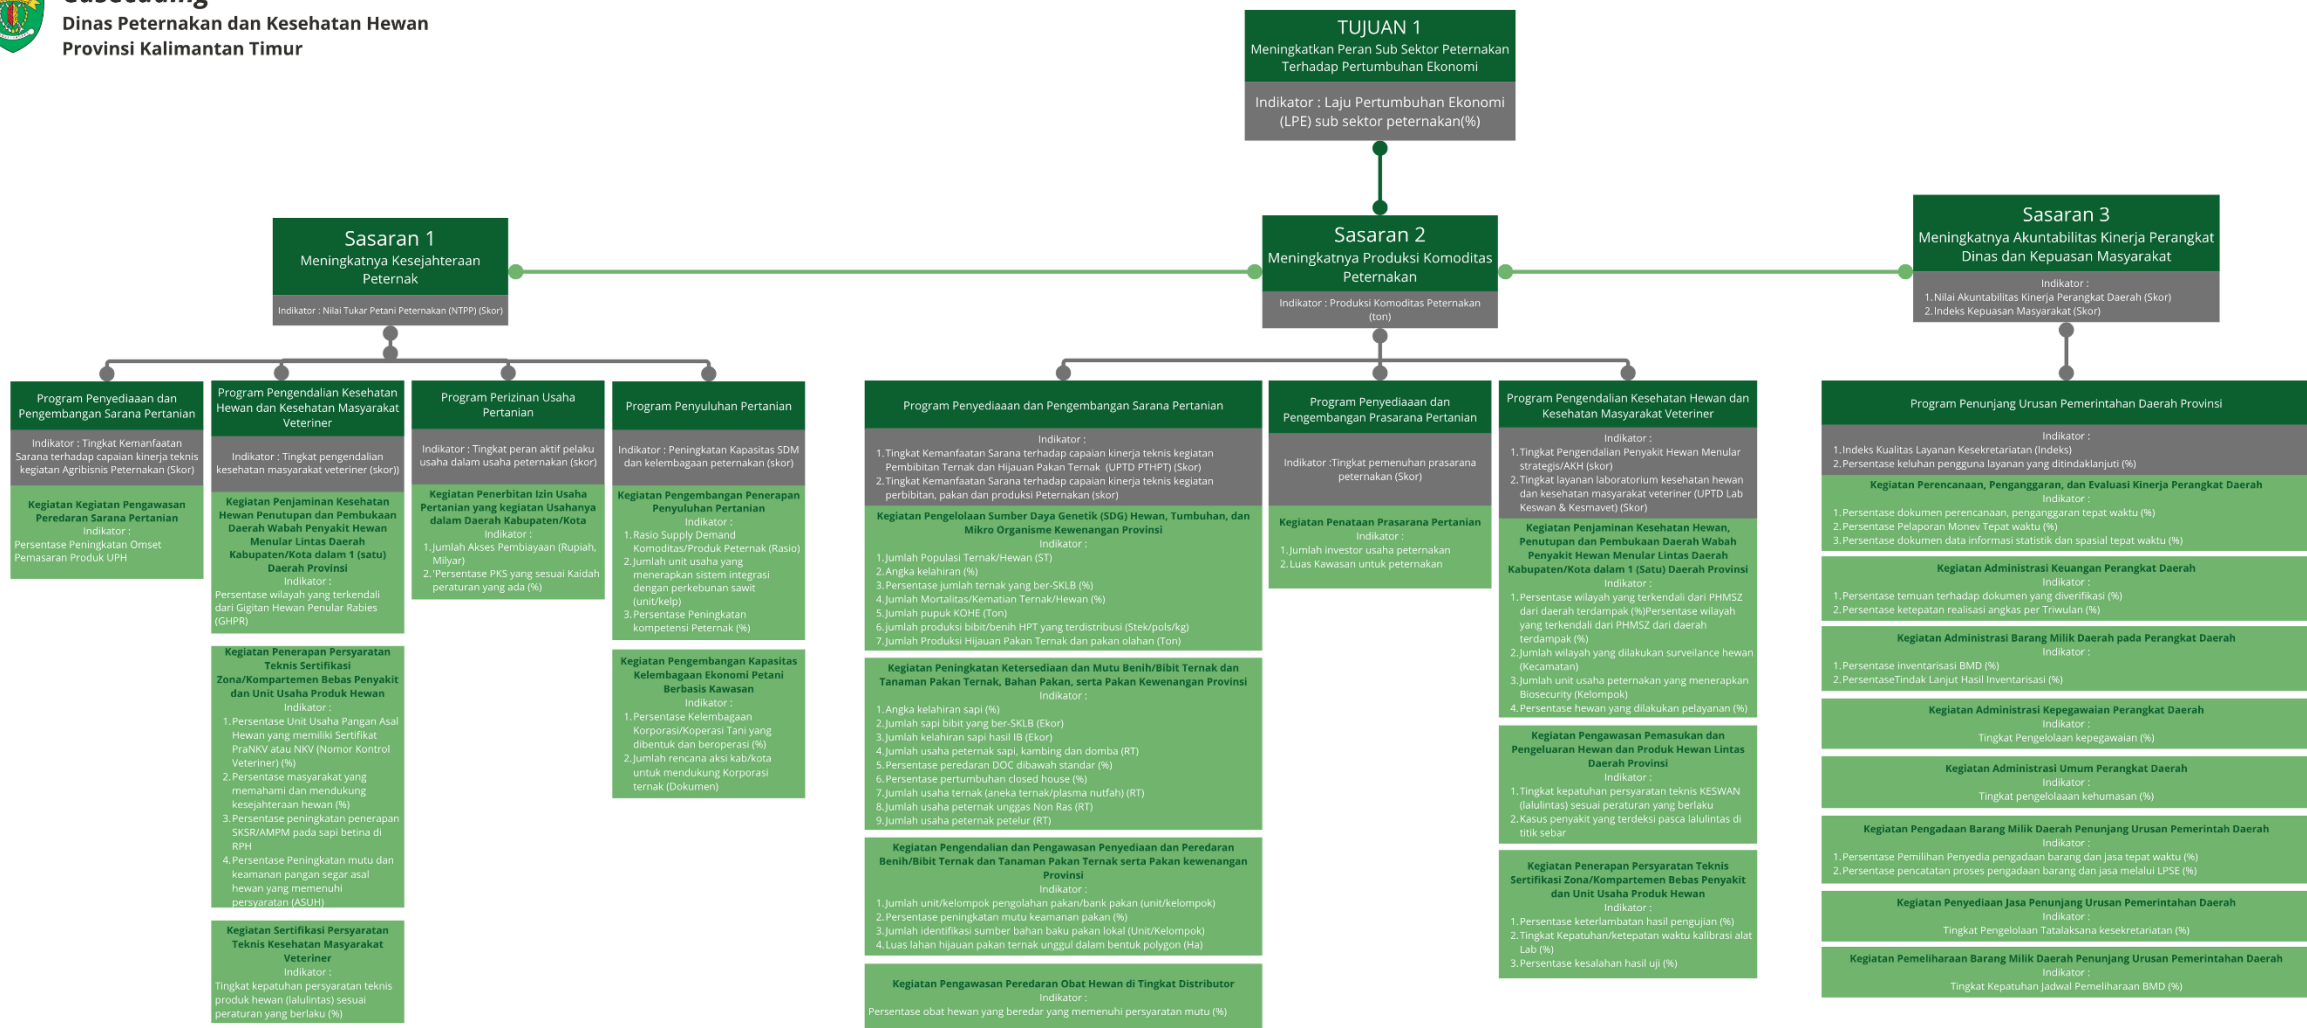 Dinas Peternakan dan Kesehatan Hewan
Provinsi Kalimantan Timur
TUJUAN 1
Meningkatkan Peran Sub Sektor Peternakan
Terhadap Pertumbuhan Ekonomi
Indikator : Laju Pertumbuhan Ekonomi
(LPE) sub sektor peternakan(%)
Sasaran 1
Meningkatnya Kesejahteraan
Peternak
Indikator : Nilai Tukar Petani Peternakan (NTPP) (Skor)
Sasaran 2
Meningkatnya Produksi Komoditas
Peternakan
Indikator : Produksi Komoditas Peternakan
(ton)
Sasaran 3
Meningkatnya Akuntabilitas Kinerja Perangkat
Dinas dan Kepuasan Masyarakat
Indikator :
1. Nilai Akuntabilitas Kinerja Perangkat Daerah (Skor)
2. Indeks Kepuasan Masyarakat (Skor)
Program Penyediaaan dan
Pengembangan Sarana Pertanian
Indikator : Tingkat Kemanfaatan
Sarana terhadap capaian kinerja teknis
kegiatan Agribisnis Peternakan (Skor)
Kegiatan Kegiatan Pengawasan
Peredaran Sarana Pertanian
Indikator :
Persentase Peningkatan Omset
Pemasaran Produk UPH
Program Pengendalian Kesehatan
Hewan dan Kesehatan Masyarakat
Veteriner
Indikator : Tingkat pengendalian
kesehatan masyarakat veteriner (skor))
Kegiatan Penjaminan Kesehatan
Hewan Penutupan dan Pembukaan
Daerah Wabah Penyakit Hewan
Menular Lintas Daerah
Kabupaten/Kota dalam 1 (satu)
Daerah Provinsi
Indikator :
Persentase wilayah yang terkendali
dari Gigitan Hewan Penular Rabies
(GHPR)
Kegiatan Penerapan Persyaratan
Teknis Sertifikasi
Zona/Kompartemen Bebas Penyakit
dan Unit Usaha Produk Hewan
Indikator :
1. Persentase Unit Usaha Pangan Asal
Hewan yang memiliki Sertifikat
PraNKV atau NKV (Nomor Kontrol
Veteriner) (%)
2. Persentase masyarakat yang
memahami dan mendukung
kesejahteraan hewan (%)
3. Persentase peningkatan penerapan
SKSR/AMPM pada sapi betina di
RPH
4. Persentase Peningkatan mutu dan
keamanan pangan segar asal
hewan yang memenuhi
persyaratan (ASUH)
Kegiatan Sertifikasi Persyaratan
Teknis Kesehatan Masyarakat
Veteriner
Indikator :
Tingkat kepatuhan persyaratan teknis
produk hewan (lalulintas) sesuai
peraturan yang berlaku (%)
Program Perizinan Usaha
Pertanian
Indikator : Tingkat peran aktif pelaku
usaha dalam usaha peternakan (skor)
Kegiatan Penerbitan Izin Usaha
Pertanian yang kegiatan Usahanya
dalam Daerah Kabupaten/Kota
Indikator :
1. Jumlah Akses Pembiayaan (Rupiah,
Milyar)
2. 'Persentase PKS yang sesuai Kaidah
peraturan yang ada (%)
Program Penyuluhan Pertanian
Indikator : Peningkatan Kapasitas SDM
dan kelembagaan peternakan (skor)
Kegiatan Pengembangan Penerapan
Penyuluhan Pertanian
Indikator :
1. Rasio Supply Demand
Komoditas/Produk Peternak (Rasio)
2. Jumlah unit usaha yang
menerapkan sistem integrasi
dengan perkebunan sawit
(unit/kelp)
3. Persentase Peningkatan
kompetensi Peternak (%)
Kegiatan Pengembangan Kapasitas
Kelembagaan Ekonomi Petani
Berbasis Kawasan
Indikator :
1. Persentase Kelembagaan
Korporasi/Koperasi Tani yang
dibentuk dan beroperasi (%)
2. Jumlah rencana aksi kab/kota
untuk mendukung Korporasi
ternak (Dokumen)
Program Penyediaaan dan Pengembangan Sarana Pertanian
Indikator :
1. Tingkat Kemanfaatan Sarana terhadap capaian kinerja teknis kegiatan
Pembibitan Ternak dan Hijauan Pakan Ternak (UPTD PTHPT) (Skor)
2. Tingkat Kemanfaatan Sarana terhadap capaian kinerja teknis kegiatan
perbibitan, pakan dan produksi Peternakan (skor)
Kegiatan Pengelolaan Sumber Daya Genetik (SDG) Hewan, Tumbuhan, dan
Mikro Organisme Kewenangan Provinsi
Indikator :
1. Jumlah Populasi Ternak/Hewan (ST)
2. Angka kelahiran (%)
3. Persentase jumlah ternak yang ber-SKLB (%)
4. Jumlah Mortalitas/Kematian Ternak/Hewan (%)
5. Jumlah pupuk KOHE (Ton)
6. jumlah produksi bibit/benih HPT yang terdistribusi (Stek/pols/kg)
7. Jumlah Produksi Hijauan Pakan Ternak dan pakan olahan (Ton)
Kegiatan Peningkatan Ketersediaan dan Mutu Benih/Bibit Ternak dan
Tanaman Pakan Ternak, Bahan Pakan, serta Pakan Kewenangan Provinsi
Indikator :
1. Angka kelahiran sapi (%)
2. Jumlah sapi bibit yang ber-SKLB (Ekor)
3. Jumlah kelahiran sapi hasil IB (Ekor)
4. Jumlah usaha peternak sapi, kambing dan domba (RT)
5. Persentase peredaran DOC dibawah standar (%)
6. Persentase pertumbuhan closed house (%)
7. Jumlah usaha ternak (aneka ternak/plasma nutfah) (RT)
8. Jumlah usaha peternak unggas Non Ras (RT)
9. Jumlah usaha peternak petelur (RT)
Kegiatan Pengendalian dan Pengawasan Penyediaan dan Peredaran
Benih/Bibit Ternak dan Tanaman Pakan Ternak serta Pakan kewenangan
Provinsi
Indikator :
1. Jumlah unit/kelompok pengolahan pakan/bank pakan (unit/kelompok)
2. Persentase peningkatan mutu keamanan pakan (%)
3. Jumlah identifikasi sumber bahan baku pakan lokal (Unit/Kelompok)
4. Luas lahan hijauan pakan ternak unggul dalam bentuk polygon (Ha)
Kegiatan Pengawasan Peredaran Obat Hewan di Tingkat Distributor
Indikator :
Persentase obat hewan yang beredar yang memenuhi persyaratan mutu (%)
Program Penyediaaan dan
Pengembangan Prasarana Pertanian
Indikator :Tingkat pemenuhan prasarana
peternakan (Skor)
Kegiatan Penataan Prasarana Pertanian
Indikator :
1. Jumlah investor usaha peternakan
2. Luas Kawasan untuk peternakan
Program Pengendalian Kesehatan Hewan dan
Kesehatan Masyarakat Veteriner
Indikator :
1. Tingkat Pengendalian Penyakit Hewan Menular
strategis/AKH (skor)
2. Tingkat layanan laboratorium kesehatan hewan
dan kesehatan masyarakat veteriner (UPTD Lab
Keswan & Kesmavet) (Skor)
Kegiatan Penjaminan Kesehatan Hewan,
Penutupan dan Pembukaan Daerah Wabah
Penyakit Hewan Menular Lintas Daerah
Kabupaten/Kota dalam 1 (Satu) Daerah Provinsi
Indikator :
1. Persentase wilayah yang terkendali dari PHMSZ
dari daerah terdampak (%)Persentase wilayah
yang terkendali dari PHMSZ dari daerah
terdampak (%)
2. Jumlah wilayah yang dilakukan surveilance hewan
(Kecamatan)
3. Jumlah unit usaha peternakan yang menerapkan
Biosecurity (Kelompok)
4. Persentase hewan yang dilakukan pelayanan (%)
Kegiatan Pengawasan Pemasukan dan
Pengeluaran Hewan dan Produk Hewan Lintas
Daerah Provinsi
Indikator :
1. Tingkat kepatuhan persyaratan teknis KESWAN
(lalulintas) sesuai peraturan yang berlaku
2. Kasus penyakit yang terdeksi pasca lalulintas di
titik sebar
Kegiatan Penerapan Persyaratan Teknis
Sertifikasi Zona/Kompartemen Bebas Penyakit
dan Unit Usaha Produk Hewan
Indikator :
1. Persentase keterlambatan hasil pengujian (%)
2. Tingkat Kepatuhan/ketepatan waktu kalibrasi alat
Lab (%)
3. Persentase kesalahan hasil uji (%)
Program Penunjang Urusan Pemerintahan Daerah Provinsi
Indikator :
1. Indeks Kualitas Layanan Kesekretariatan (Indeks)
2. Persentase keluhan pengguna layanan yang ditindaklanjuti (%)
Kegiatan Perencanaan, Penganggaran, dan Evaluasi Kinerja Perangkat Daerah
Indikator :
1. Persentase dokumen perencanaan, penganggaran tepat waktu (%)
2. Persentase Pelaporan Monev Tepat waktu (%)
3. Persentase dokumen data informasi statistik dan spasial tepat waktu (%)
Kegiatan Administrasi Keuangan Perangkat Daerah
Indikator :
1. Persentase temuan terhadap dokumen yang diverifikasi (%)
2. Persentase ketepatan realisasi angkas per Triwulan (%)
Kegiatan Administrasi Barang Milik Daerah pada Perangkat Daerah
Indikator :
1. Persentase inventarisasi BMD (%)
2. PersentaseTindak Lanjut Hasil Inventarisasi (%)
Kegiatan Administrasi Kepegawaian Perangkat Daerah
Indikator :
Tingkat Pengelolaan kepegawaian (%)
Kegiatan Administrasi Umum Perangkat Daerah
Indikator :
Tingkat pengelolaaan kehumasan (%)
Kegiatan Pengadaan Barang Milik Daerah Penunjang Urusan Pemerintah Daerah
Indikator :
1. Persentase Pemilihan Penyedia pengadaan barang dan jasa tepat waktu (%)
2. Persentase pencatatan proses pengadaan barang dan jasa melalui LPSE (%)
Kegiatan Penyediaan Jasa Penunjang Urusan Pemerintahan Daerah
Indikator :
Tingkat Pengelolaan Tatalaksana kesekretariatan (%)
Kegiatan Pemeliharaan Barang Milik Daerah Penunjang Urusan Pemerintahan Daerah
Indikator :
Tingkat Kepatuhan Jadwal Pemeliharaan BMD (%)